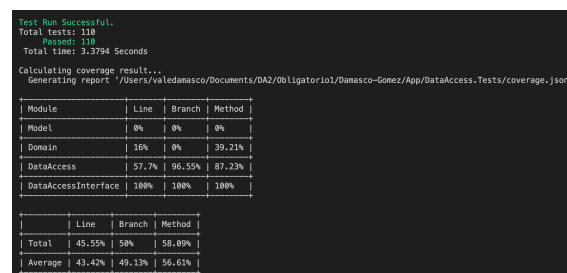 Test Run Successful.
Total tests: 110
Passed: 110
Total time: 3.3794 Seconds
Calculating coverage result...
Generating report '/Users/valedamasco/Documents/DA2/Obligatorio1/Damasco-Gomez/App/DataAccess.Tests/coverage.json
| Module | Line | Branch | Method |
| Model | 0% | 0% | 0% |
| Domain | 16% | 0% | 39.21% |
| DataAccess | 57.7% | 96.55% | 87.23% |
| DataAccessInterface | 100% | 100% | 100% |
| | Line | Branch | Method |
| Total | 45.55% | 50% | 58.09% |
| Average | 43.42% | 49.13% | 56.61% |